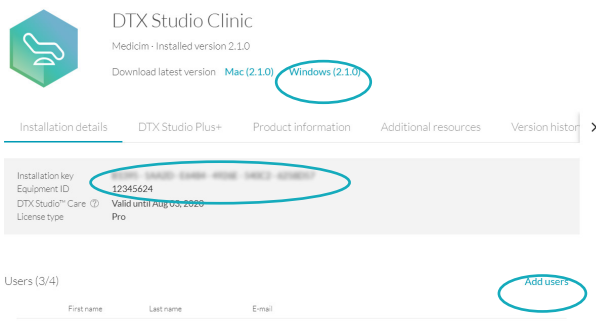 DTX Studio Clinic
Medicim · Installed version 2.1.0
Download latest version Mac (2.1.0) Windows (2.1.0)
Installation details DTX Studio Plus+ Product information Additional resources Version histor
Installation key
Equipment ID 12345624
DTX Studio™ Care Valid until Aug 03, 2020
License type Pro
Users (3/4) Add users
First name Last name E-mail